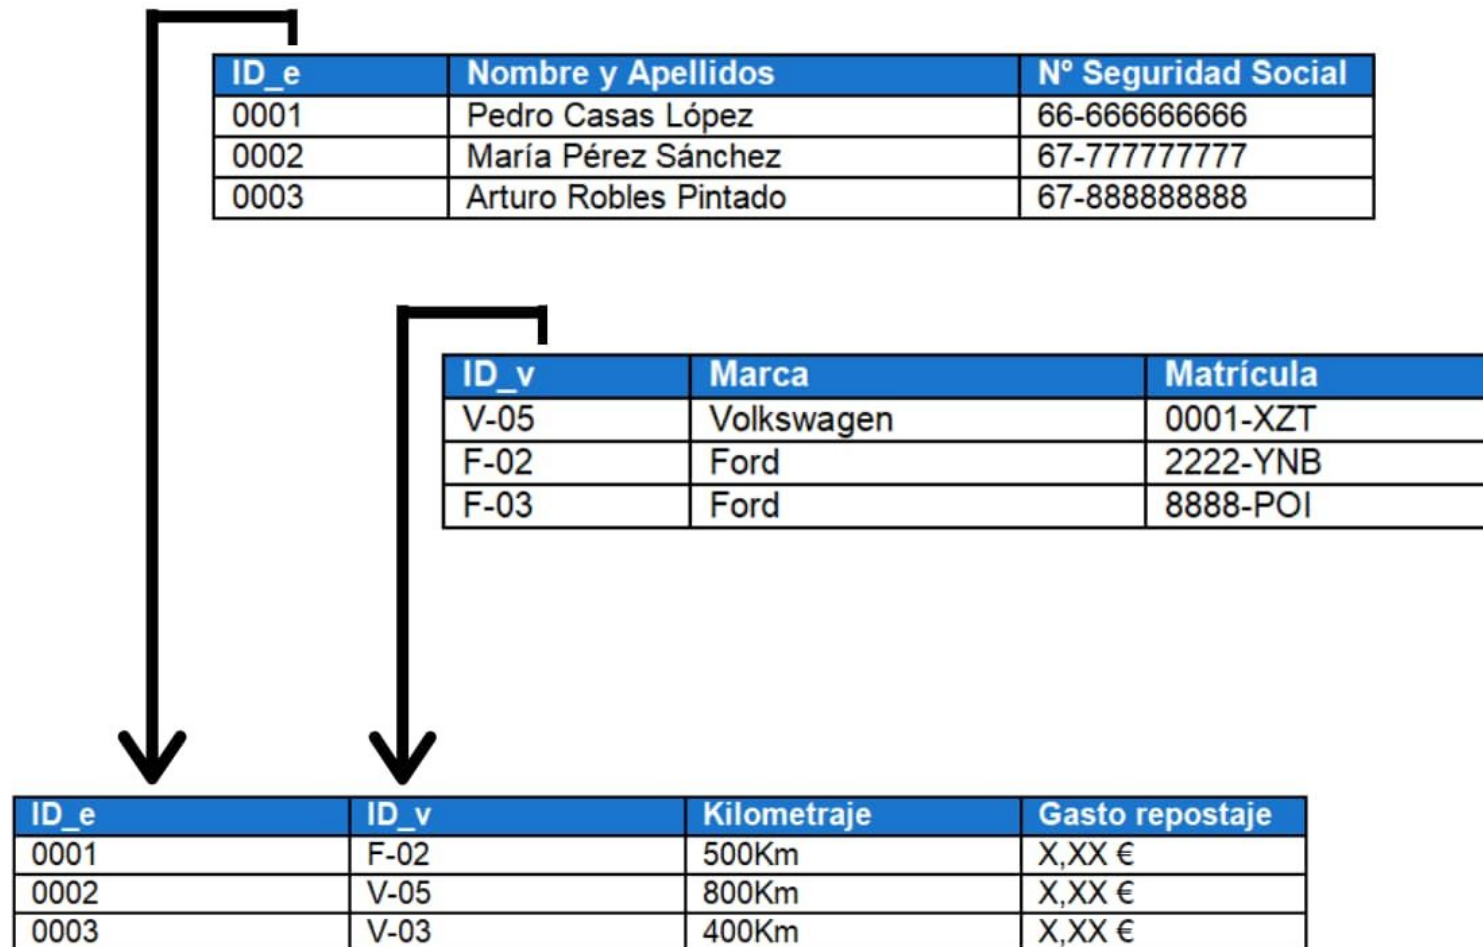 ID_e Nombre y Apellidos Nº Seguridad Social
0001 Pedro Casas López 66-666666666
0002 María Pérez Sánchez 67-777777777
0003 Arturo Robles Pintado 67-888888888
ID_v Marca Matrícula
V-05 Volkswagen 0001-XZT
F-02 Ford 2222-YNB
F-03 Ford 8888-POI
ID_e ID_v Kilometraje Gasto repostaje
0001 F-02 500Km X,XX €
0002 V-05 800Km X,XX €
0003 V-03 400Km X,XX €